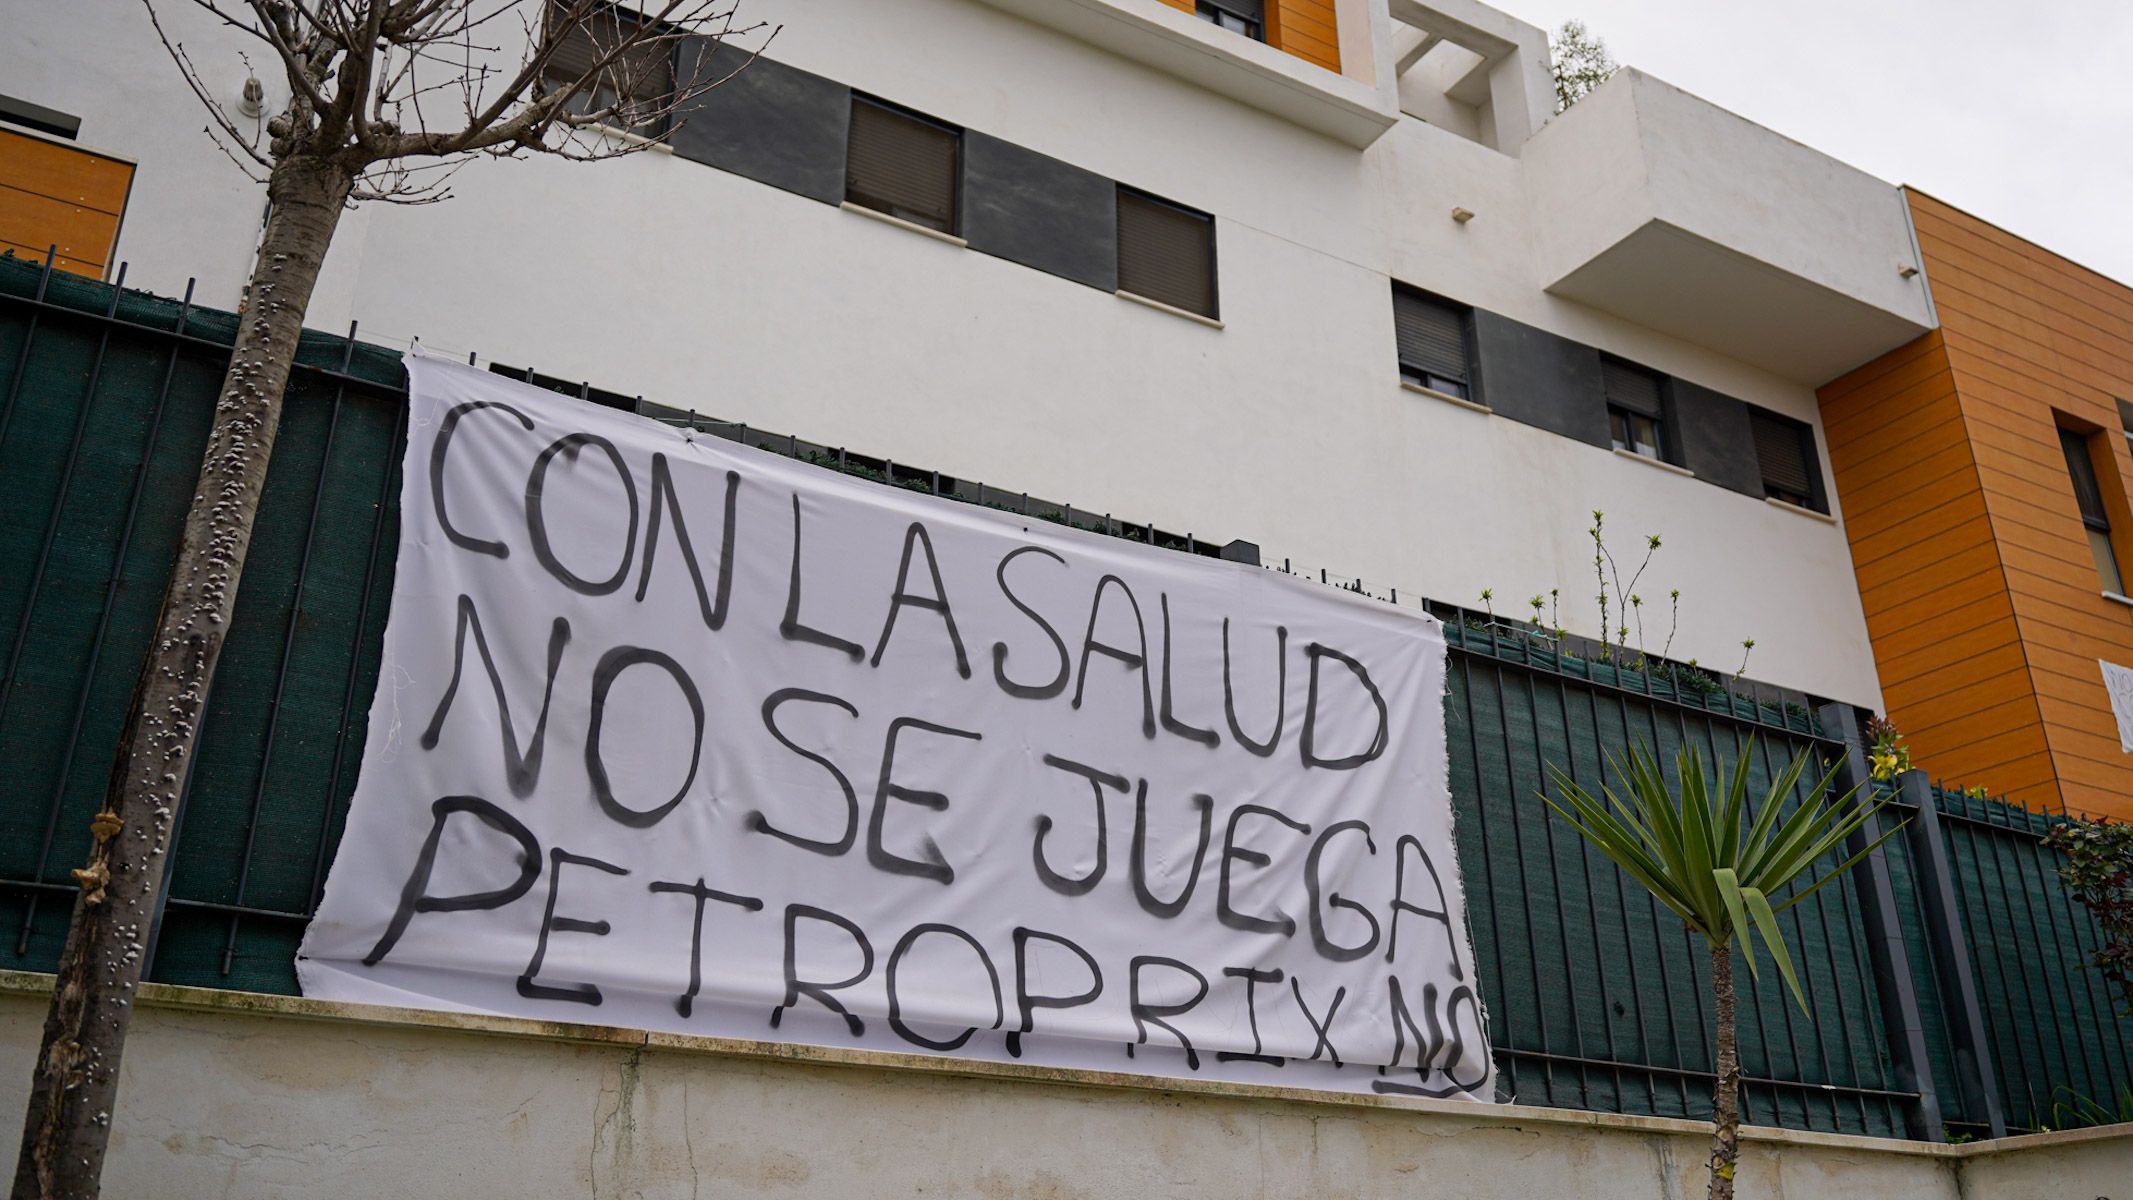 CON LA SALUD
NO SE JUEGA
PETROPRIX NO